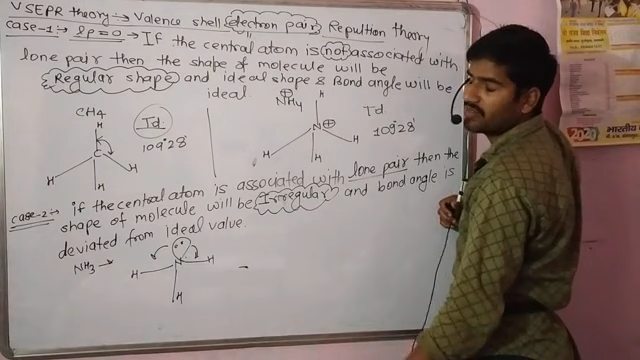 VSEPR theory:→ Valence shell electron pair Repultion theory
Case-1 :→ lp=0 :→ If the central atom is not associated with
lone pair then the shape of molecule will be
Regular shape and ideal shape & Bond angle will be
ideal
CH4
H
C
H
H
H
Td
109°28'
⊕
NH4
H
N⊕
H
H
H
Td
109°28'
Case-2 :→ if the central atom is associated with lone pair then the
shape of molecule will be Irregular and bond angle is
deviated from ideal value.
NH3 →
H
N
H
H
2020